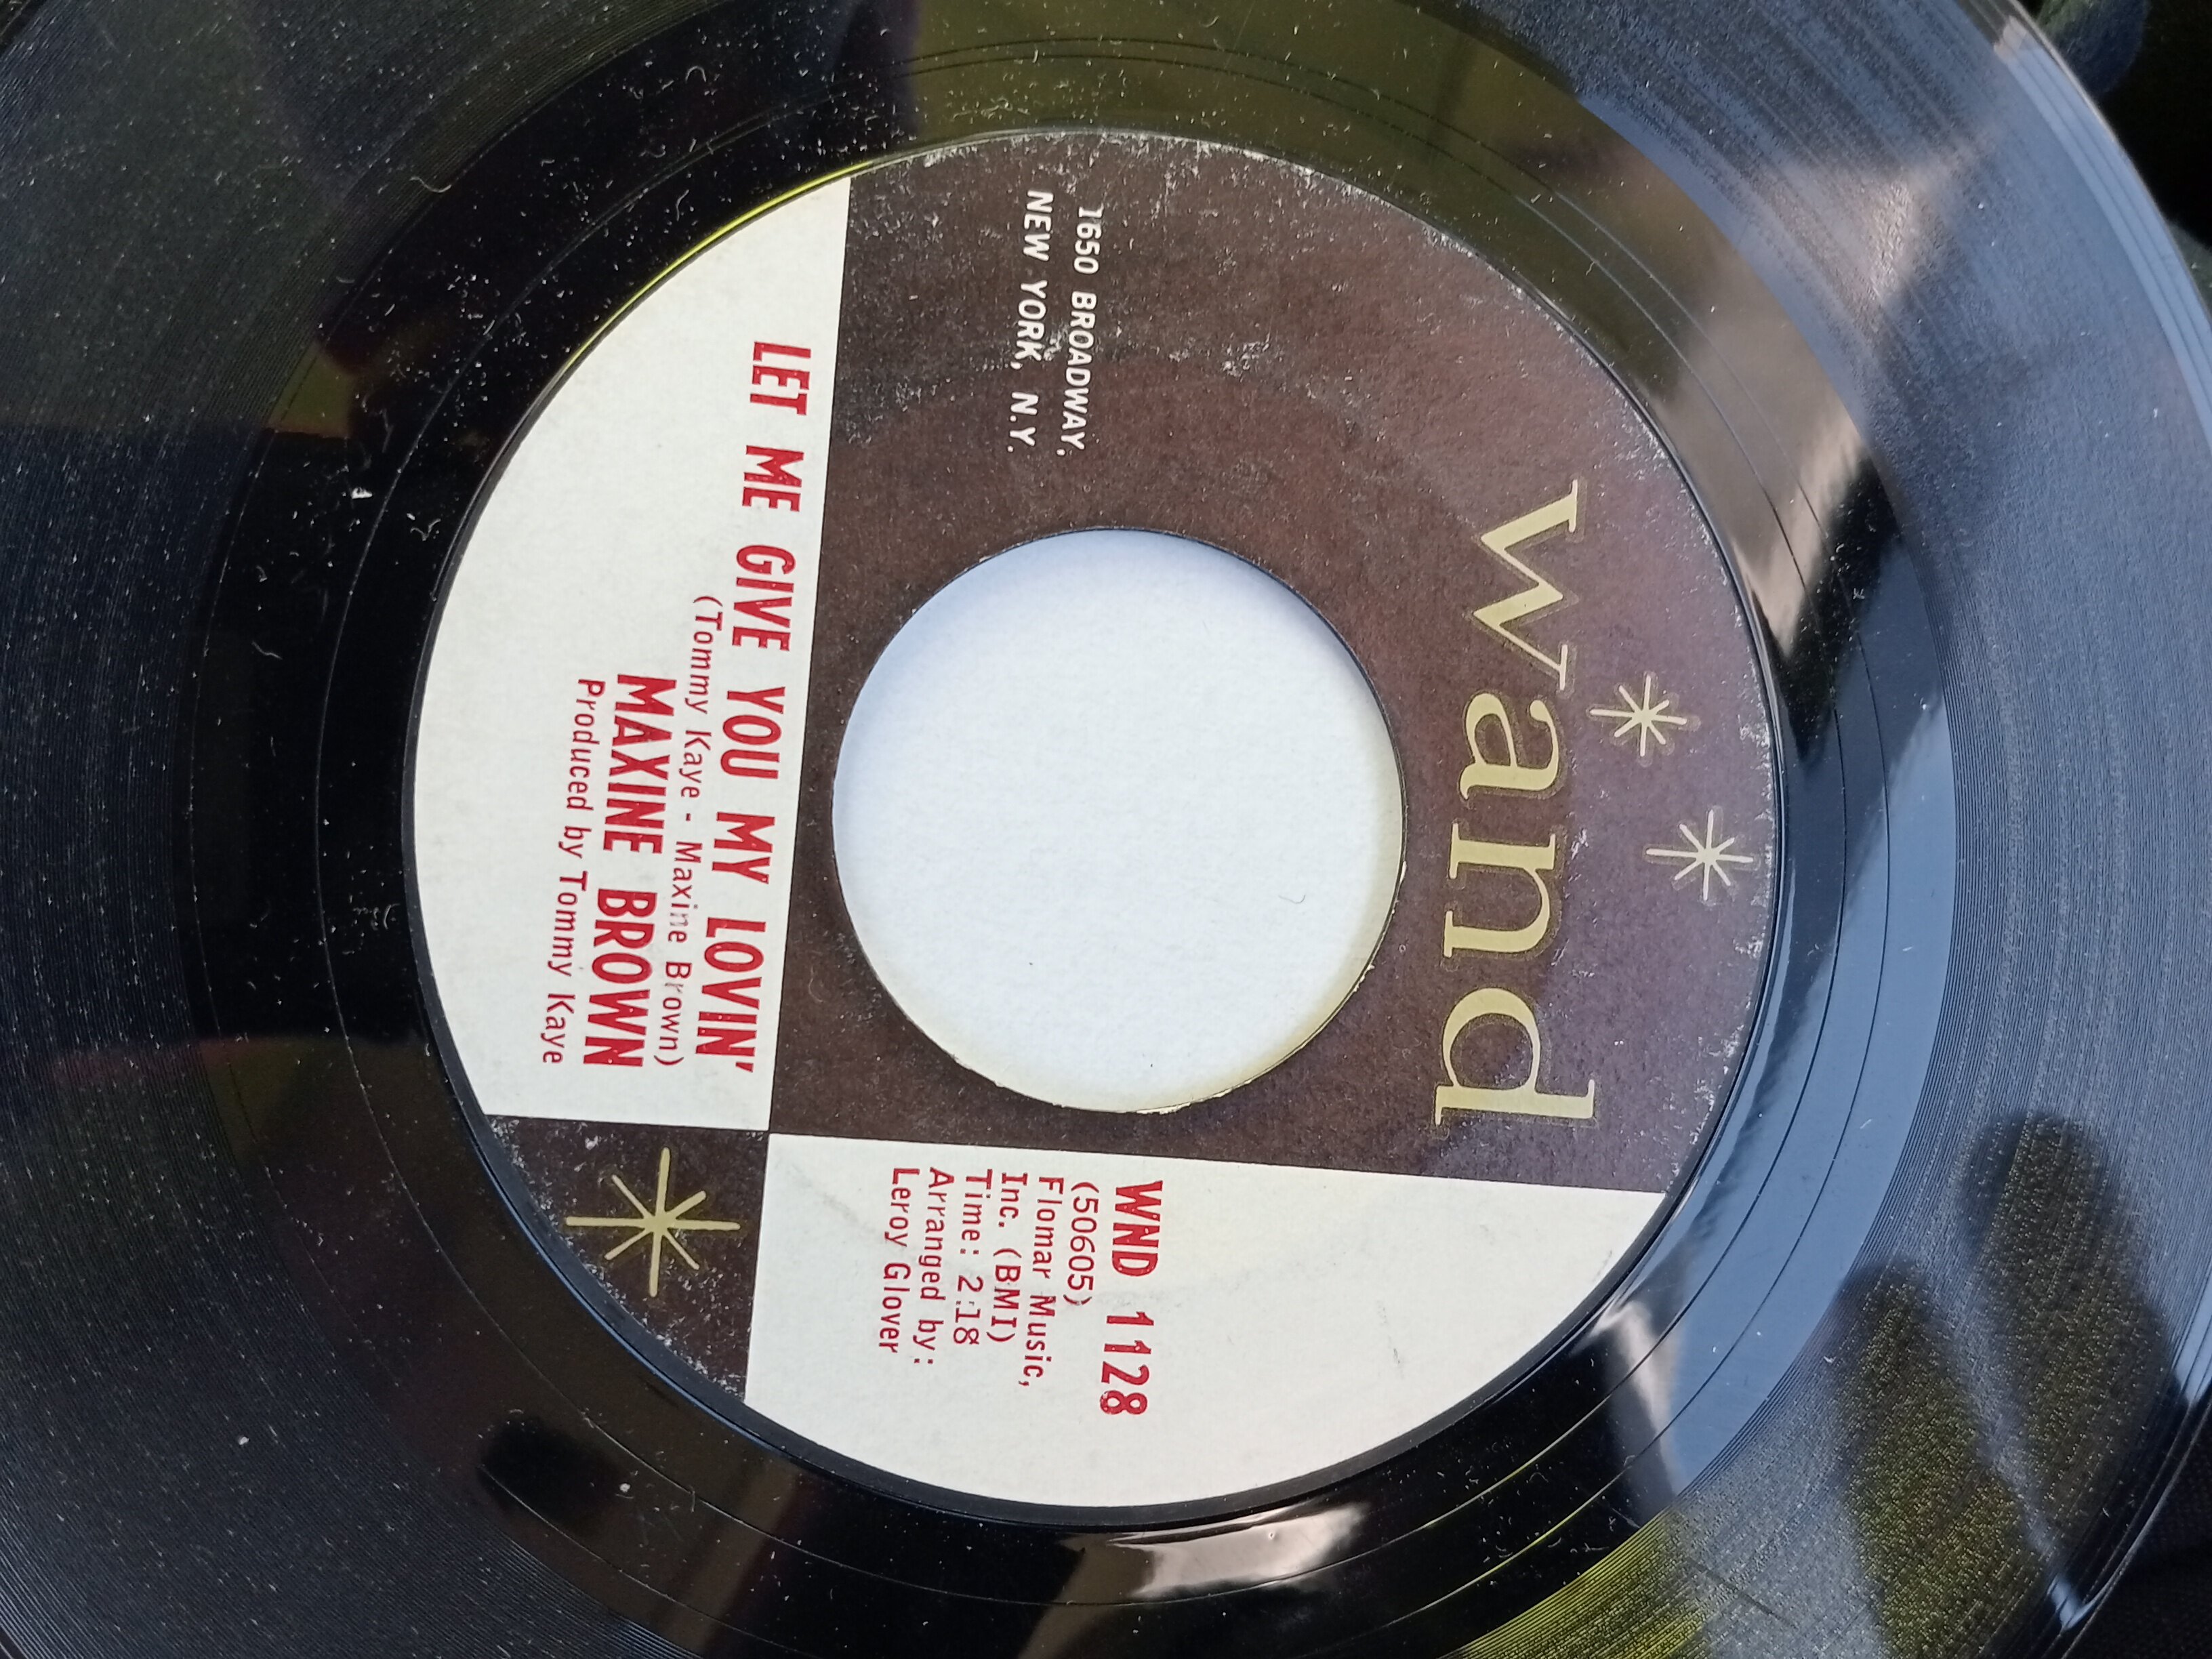 wand
1650 BROADWAY.
NEW YORK, N.Y.
WND 1128
(50605)
Flomar Music,
Inc. (BMI)
Time: 2:18
Arranged by:
Leroy Glover
LET ME GIVE YOU MY LOVIN'
(Tommy Kaye - Maxine Brown)
MAXINE BROWN
Produced by Tommy Kaye